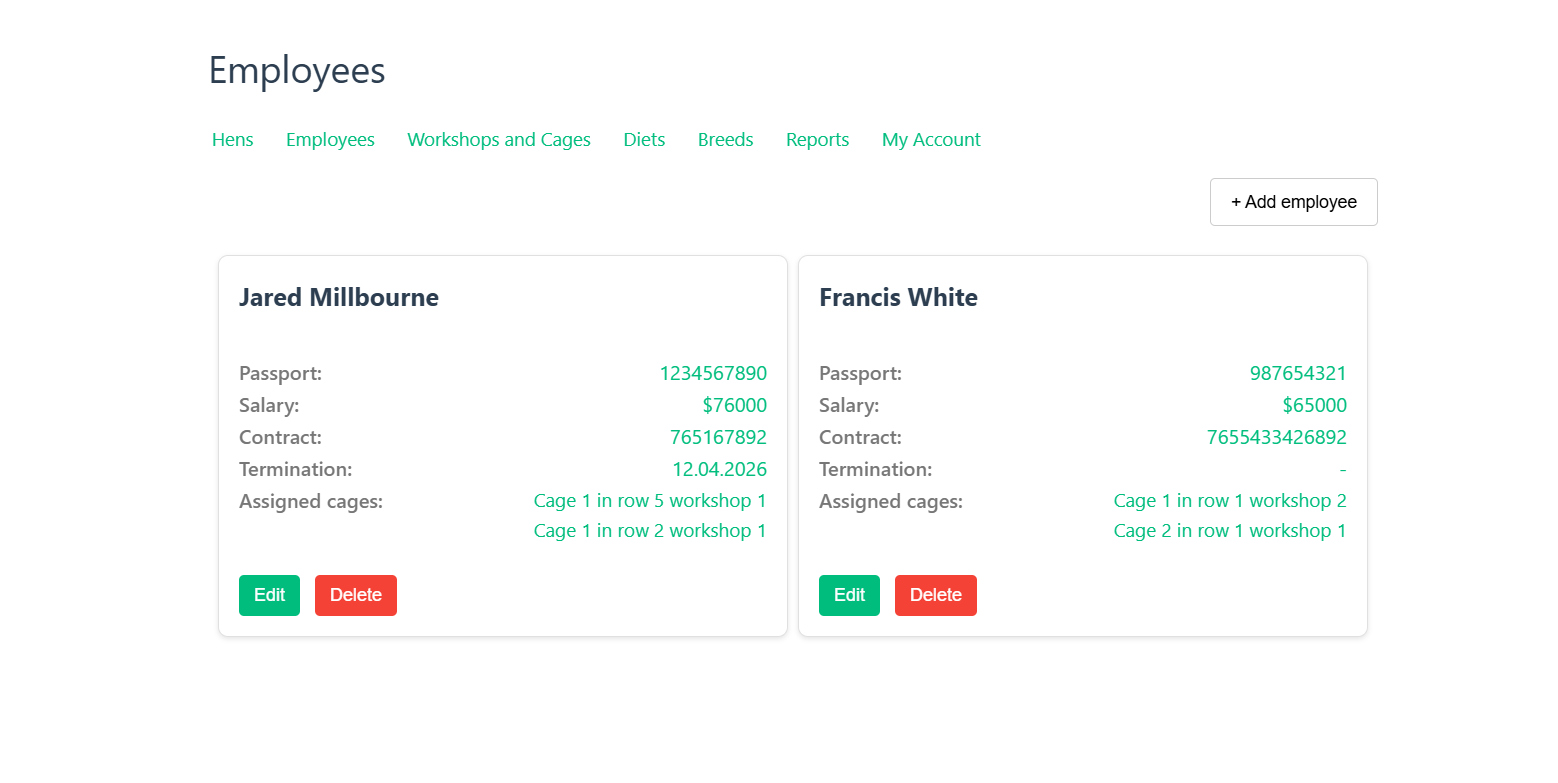 Employees
Hens Employees Workshops and Cages Diets Breeds Reports My Account
+ Add employee
Jared Millbourne
Passport: 1234567890
Salary: $76000
Contract: 765167892
Termination: 12.04.2026
Assigned cages: Cage 1 in row 5 workshop 1
Cage 1 in row 2 workshop 1
Edit Delete
Francis White
Passport: 987654321
Salary: $65000
Contract: 7655433426892
Termination: -
Assigned cages: Cage 1 in row 1 workshop 2
Cage 2 in row 1 workshop 1
Edit Delete